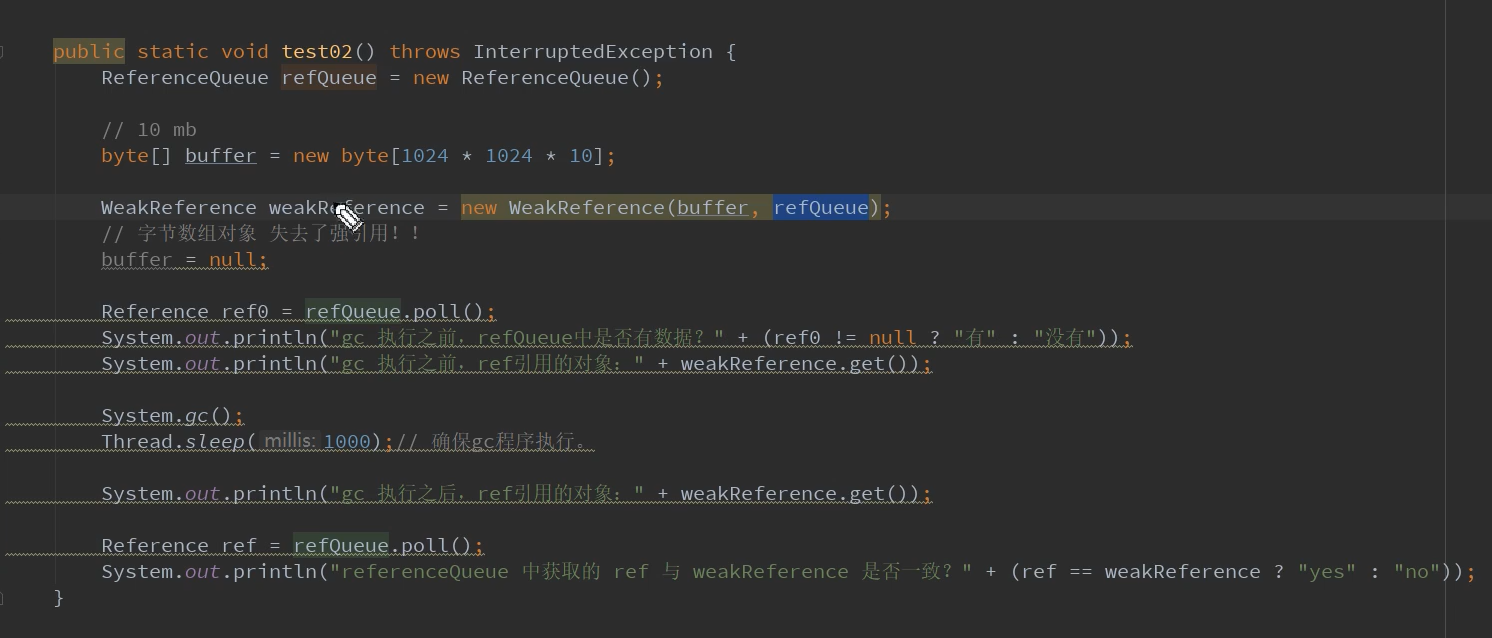 public static void test02() throws InterruptedException {
ReferenceQueue refQueue = new ReferenceQueue();
// 10 mb
byte[] buffer = new byte[1024 * 1024 * 10];
WeakReference weakReference = new WeakReference(buffer, refQueue);
// 字节数组对象 失去了强引用！！
buffer = null;
Reference ref0 = refQueue.poll();
System.out.println("gc 执行之前，refQueue中是否有数据？" + (ref0 != null ? "有" : "没有"));
System.out.println("gc 执行之前，ref引用的对象：" + weakReference.get());
System.gc();
Thread.sleep( millis: 1000);// 确保gc程序执行。
System.out.println("gc 执行之后，ref引用的对象：" + weakReference.get());
Reference ref = refQueue.poll();
System.out.println("referenceQueue 中获取的 ref 与 weakReference 是否一致？" + (ref == weakReference ? "yes" : "no"));
}